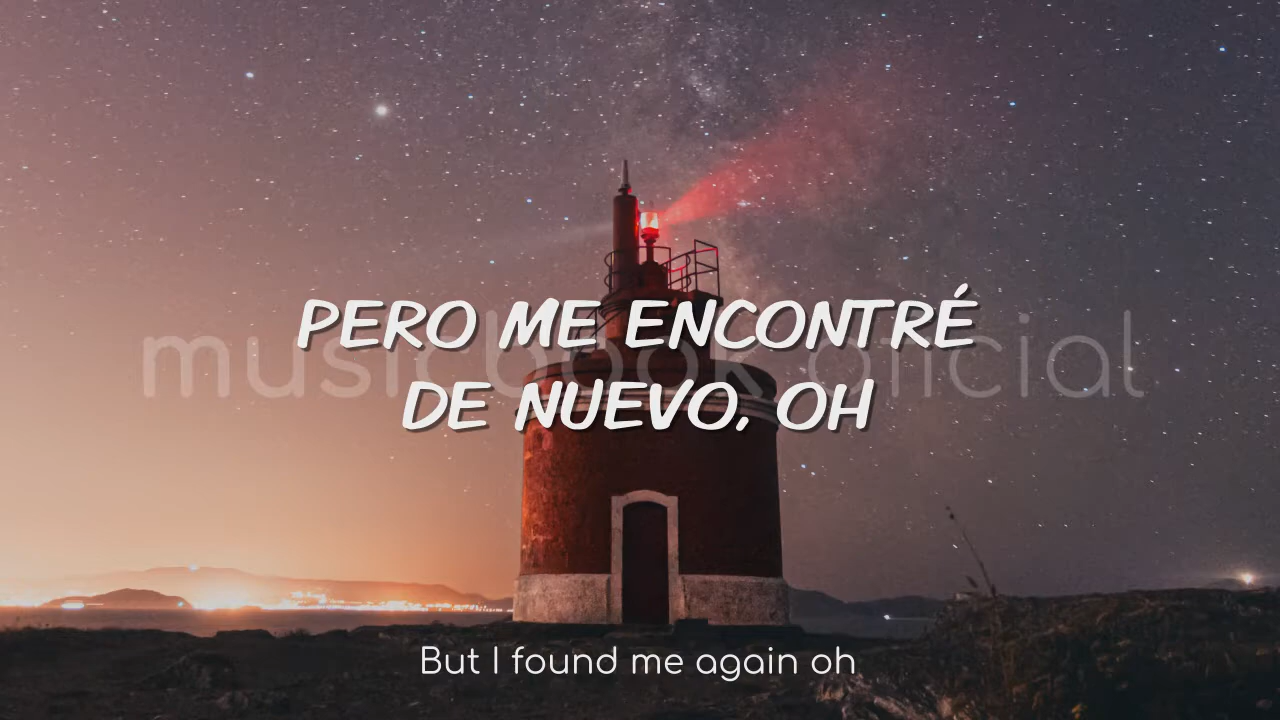 PERO ME ENCONTRÉ
musicbook oficial
DE NUEVO, OH
But I found me again oh